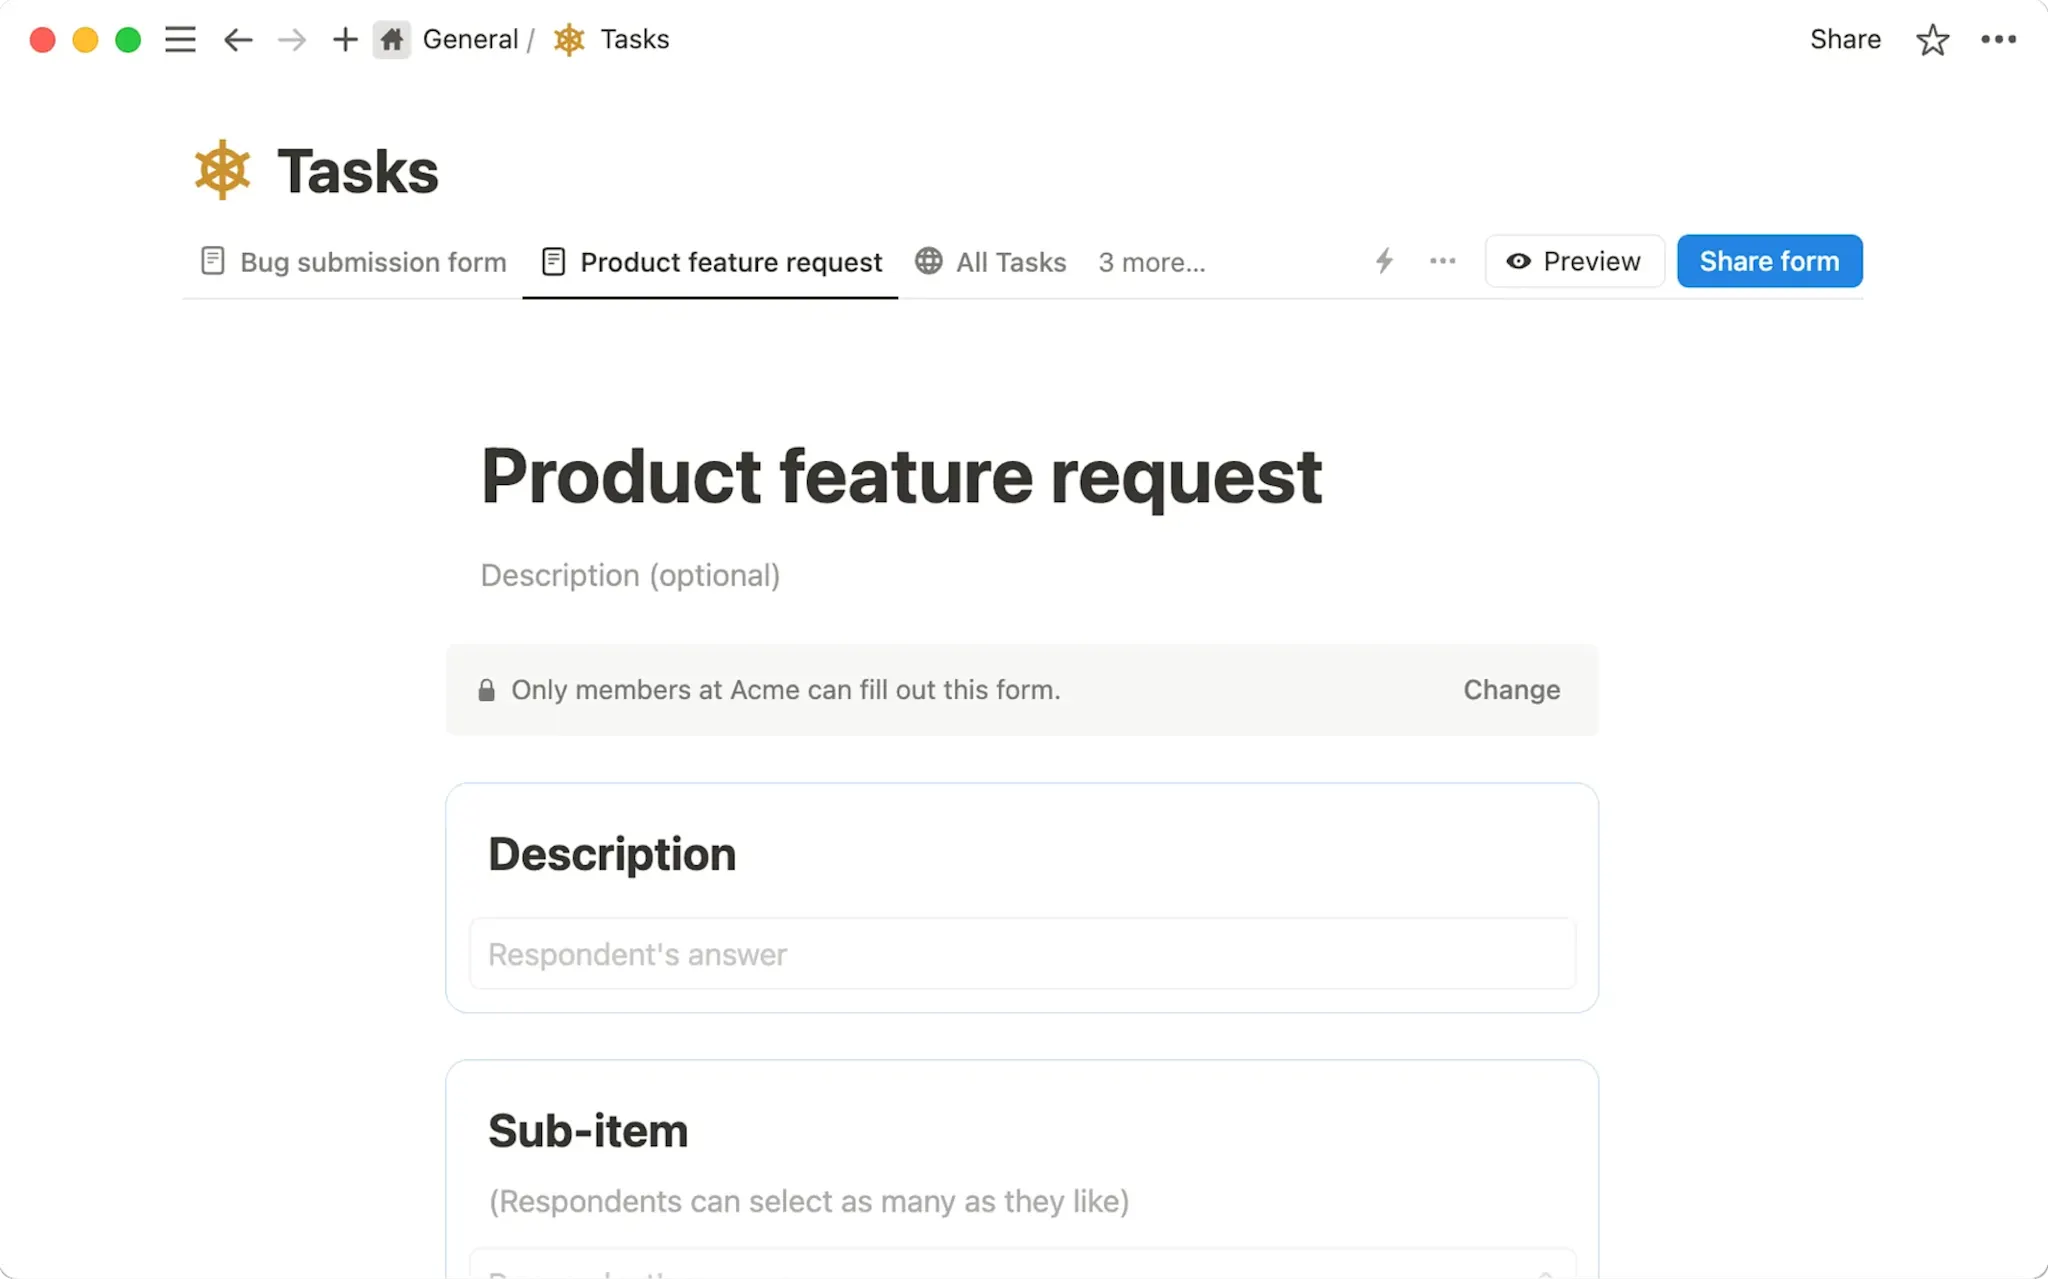 General / Tasks
Share
Tasks
Bug submission form
Product feature request
All Tasks
3 more...
Preview
Share form
Product feature request
Description (optional)
Only members at Acme can fill out this form.
Change
Description
Respondent's answer
Sub-item
(Respondents can select as many as they like)